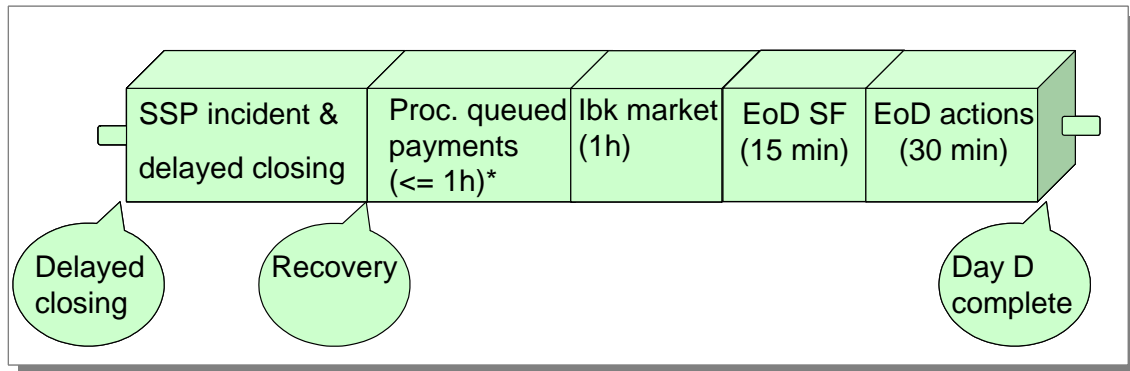 SSP incident &
delayed closing
Proc. queued
payments
(<= 1h)*
Ibk market
(1h)
EoD SF
(15 min)
EoD actions
(30 min)
Delayed
closing
Recovery
Day D
complete